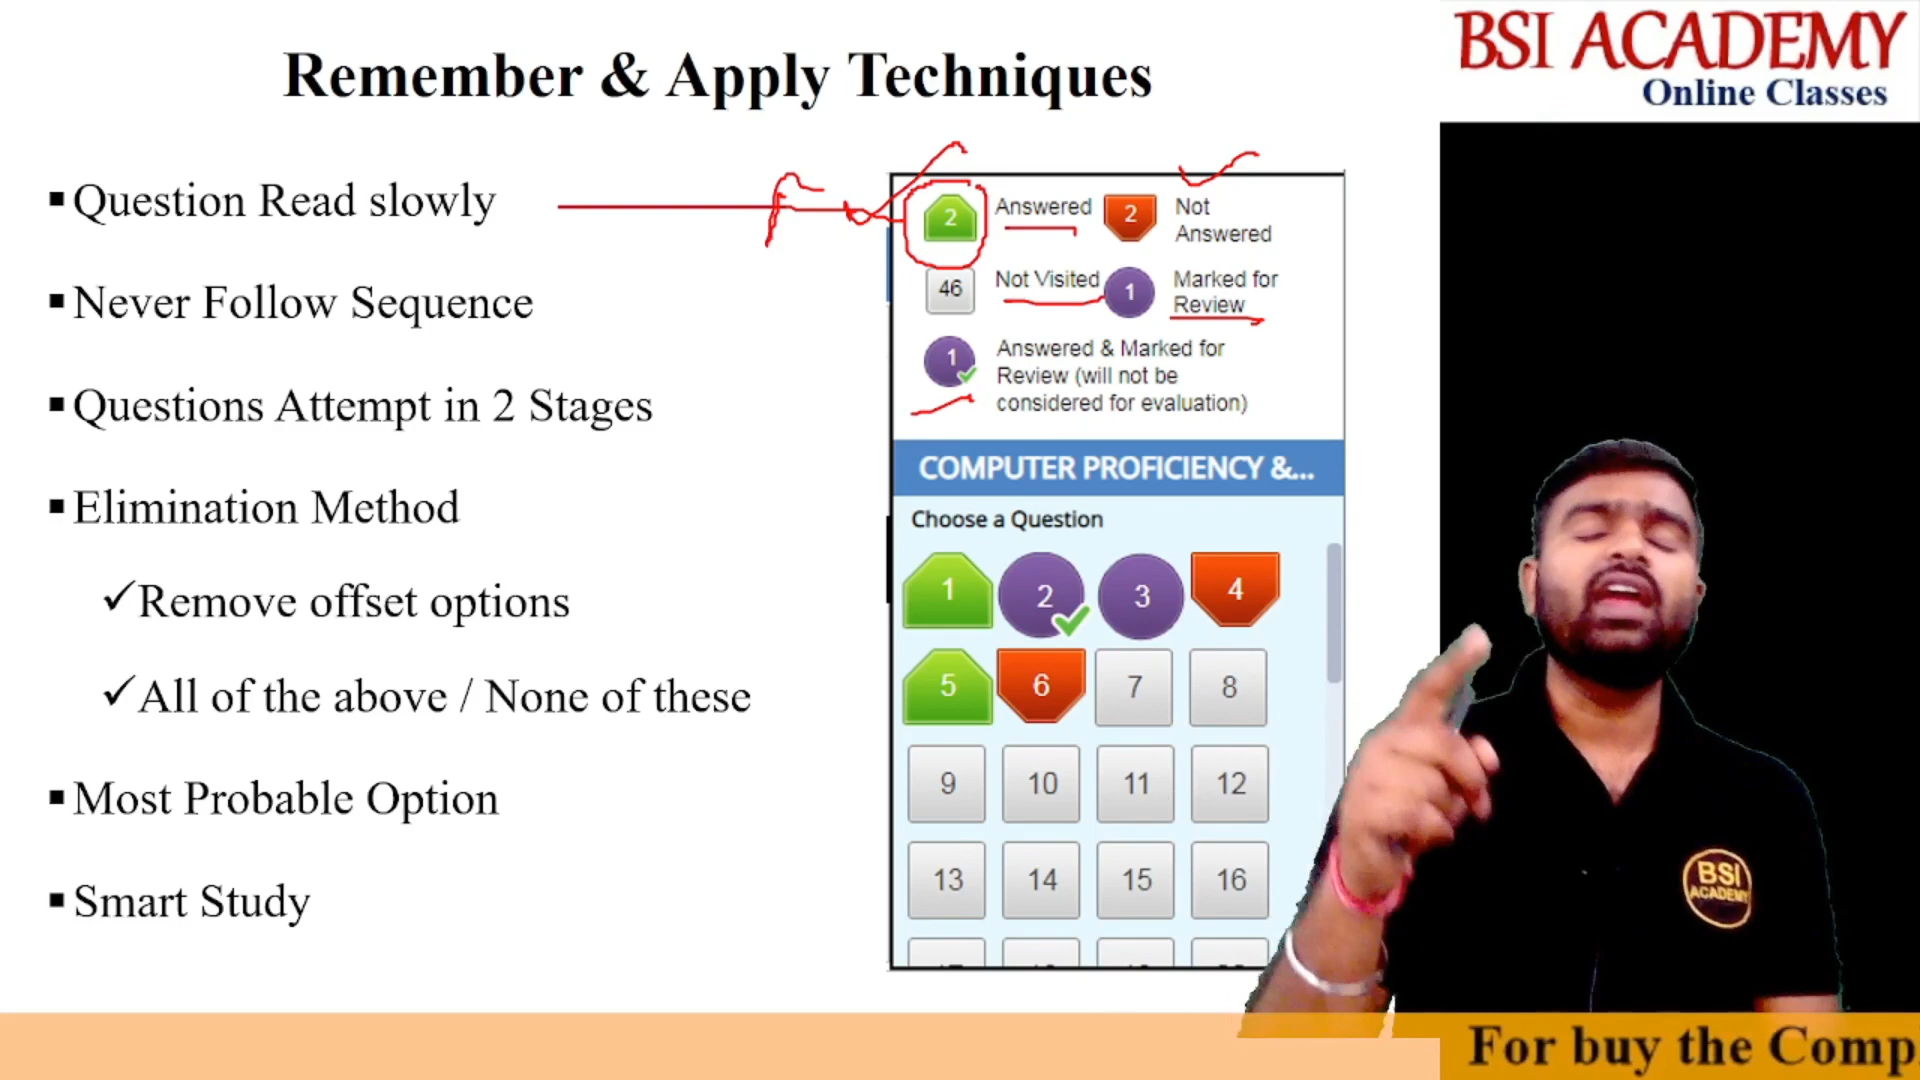 Remember & Apply Techniques
BSI ACADEMY
Online Classes
Question Read slowly
Never Follow Sequence
Questions Attempt in 2 Stages
Elimination Method
Remove offset options
All of the above / None of these
Most Probable Option
Smart Study
2 Answered
2 Not
Answered
46 Not Visited
1 Marked for
Review
1 Answered & Marked for
Review (will not be
considered for evaluation)
COMPUTER PROFICIENCY &...
Choose a Question
1 2 3 4
5 6 7 8
9 10 11 12
13 14 15 16
BSI
ACADEMY
For buy the Comp